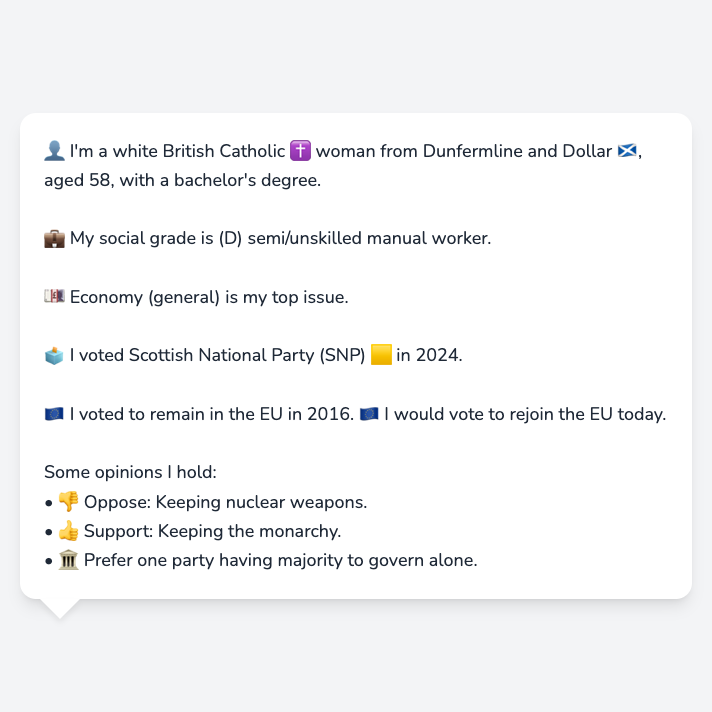 👤 I'm a white British Catholic ✝️ woman from Dunfermline and Dollar 🏴󠁧󠁢󠁳󠁣󠁴󠁿,
aged 58, with a bachelor's degree.
💼 My social grade is (D) semi/unskilled manual worker.
💷 Economy (general) is my top issue.
🗳️ I voted Scottish National Party (SNP) 🟨 in 2024.
🇪🇺 I voted to remain in the EU in 2016. 🇪🇺 I would vote to rejoin the EU today.
Some opinions I hold:
• 👎 Oppose: Keeping nuclear weapons.
• 👍 Support: Keeping the monarchy.
• 🏛️ Prefer one party having majority to govern alone.